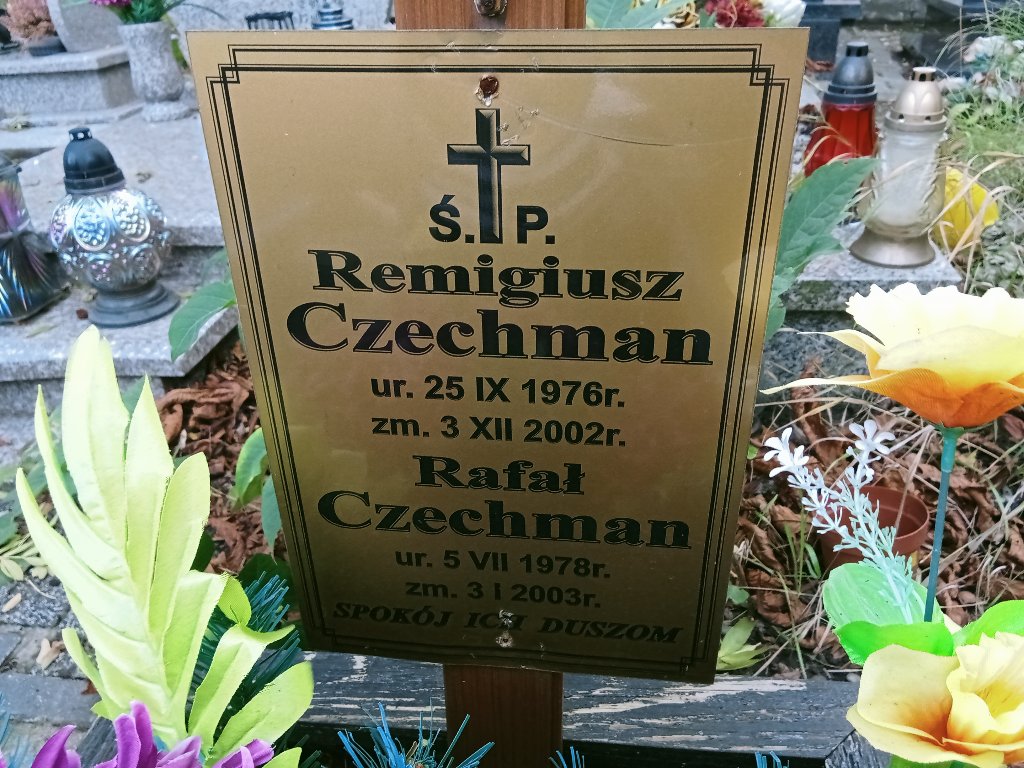 Ś. P.
Remigiusz
Czechman
ur. 25 IX 1976r.
zm. 3 XII 2002r.
Rafał
Czechman
ur. 5 VII 1978r.
zm. 3 I 2003r.
SPOKÓJ ICH DUSZOM